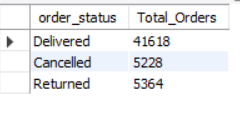 order_status Total_Orders
Delivered 41618
Cancelled 5228
Returned 5364